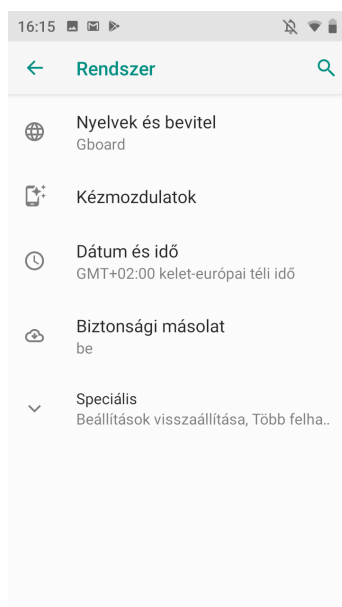 16:15
Rendszer
Nyelvek és bevitel
Gboard
Kézmozdulatok
Dátum és idő
GMT+02:00 kelet-európai téli idő
Biztonsági másolat
be
Speciális
Beállítások visszaállítása, Több felha..